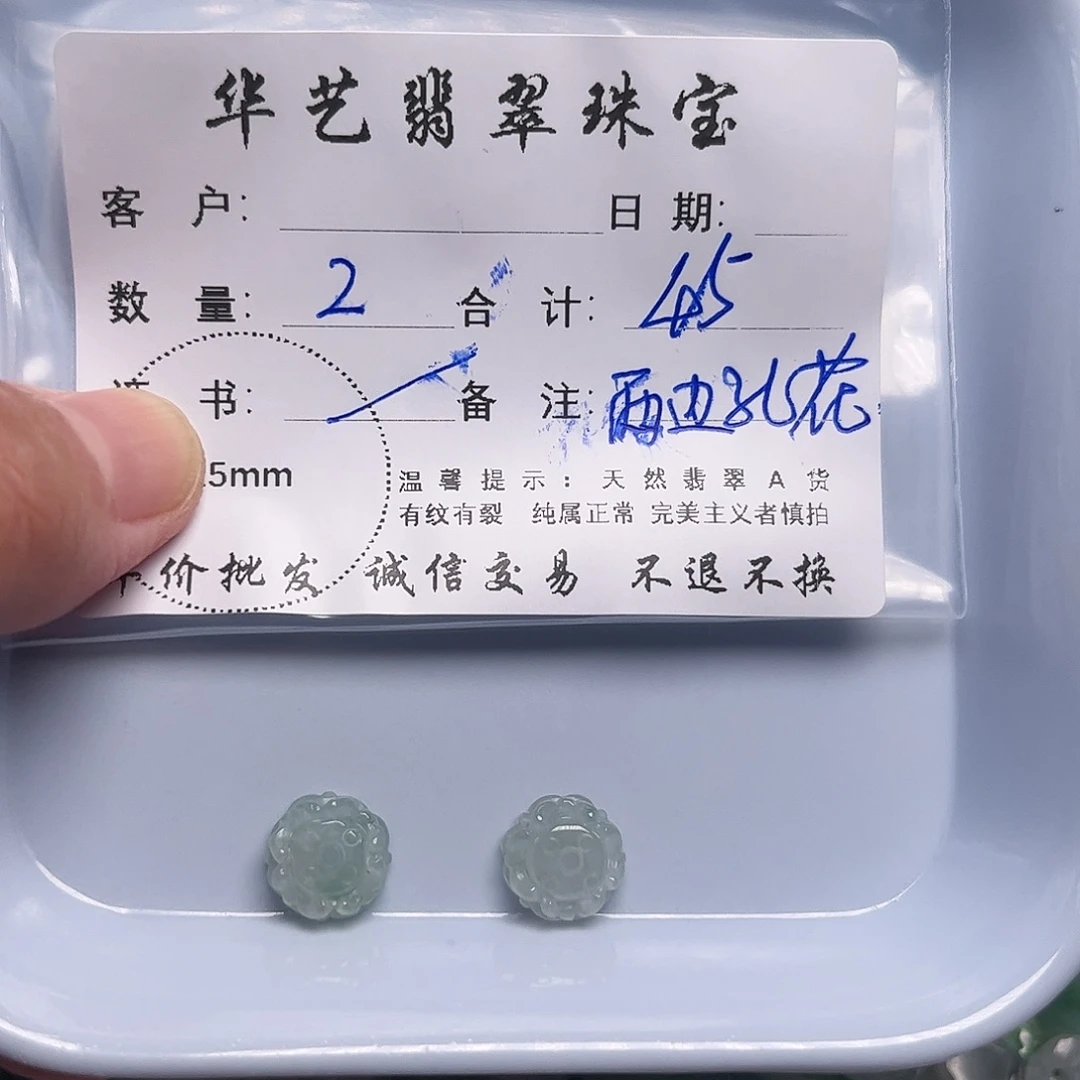 华艺翡翠珠宝
客户: 日期:
数量: 2 合计: 45
书: 备注: 两边孔花
5mm
温馨提示：天然翡翠A货
有纹有裂 纯属正常 完美主义者慎拍
价批发 诚信交易 不退不换